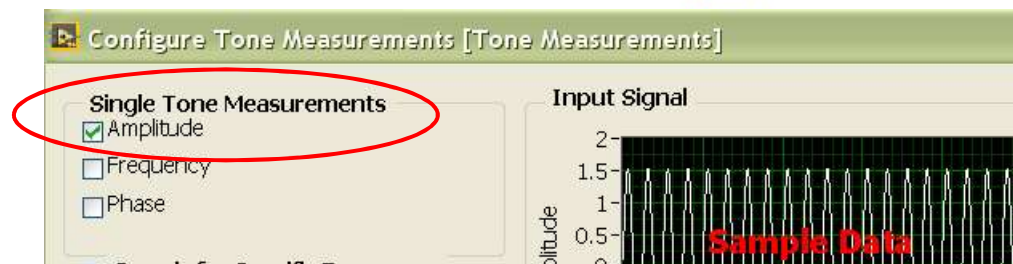 Configure Tone Measurements [Tone Measurements]
Single Tone Measurements
Amplitude
Frequency
Phase
Input Signal
2
1.5
1
0.5
0
Sample Data